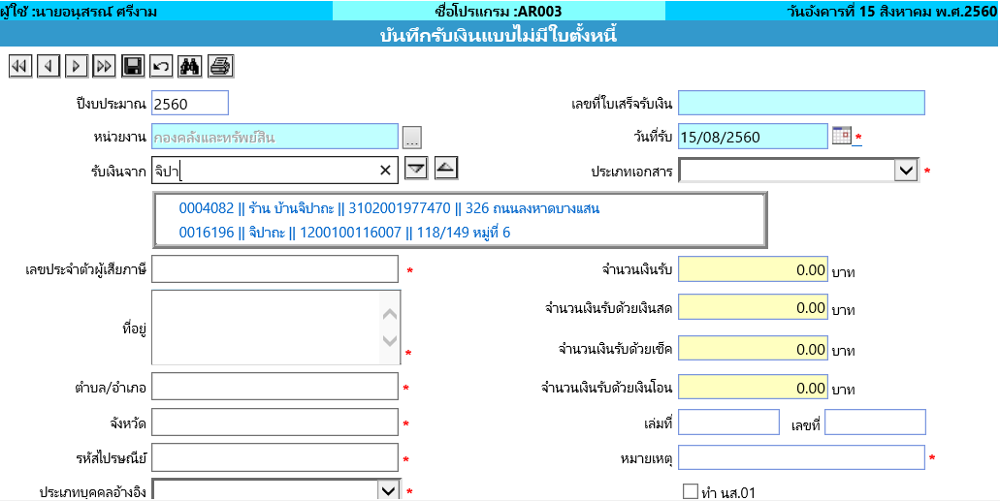 ผู้ใช้ :นายอนุสรณ์ ศรีงาม ชื่อโปรแกรม :AR003 วันอังคารที่ 15 สิงหาคม พ.ศ.2560
บันทึกรับเงินแบบไม่มีใบตั้งหนี้
ปีงบประมาณ 2560 เลขที่ใบเสร็จรับเงิน
หน่วยงาน กองคลังและทรัพย์สิน ... วันที่รับ 15/08/2560 *
รับเงินจาก จิปา ประเภทเอกสาร *
0004082 || ร้าน บ้านจิปาถะ || 3102001977470 || 326 ถนนลงหาดบางแสน
0016196 || จิปาถะ || 1200100116007 || 118/149 หมู่ที่ 6
เลขประจำตัวผู้เสียภาษี * จำนวนเงินรับ 0.00 บาท
จำนวนเงินรับด้วยเงินสด 0.00 บาท
ที่อยู่ * จำนวนเงินรับด้วยเช็ค 0.00 บาท
ตำบล/อำเภอ * จำนวนเงินรับด้วยเงินโอน 0.00 บาท
จังหวัด * เล่มที่ เลขที่
รหัสไปรษณีย์ * หมายเหตุ *
ประเภทบุคคลอ้างอิง * ทำ นส.01